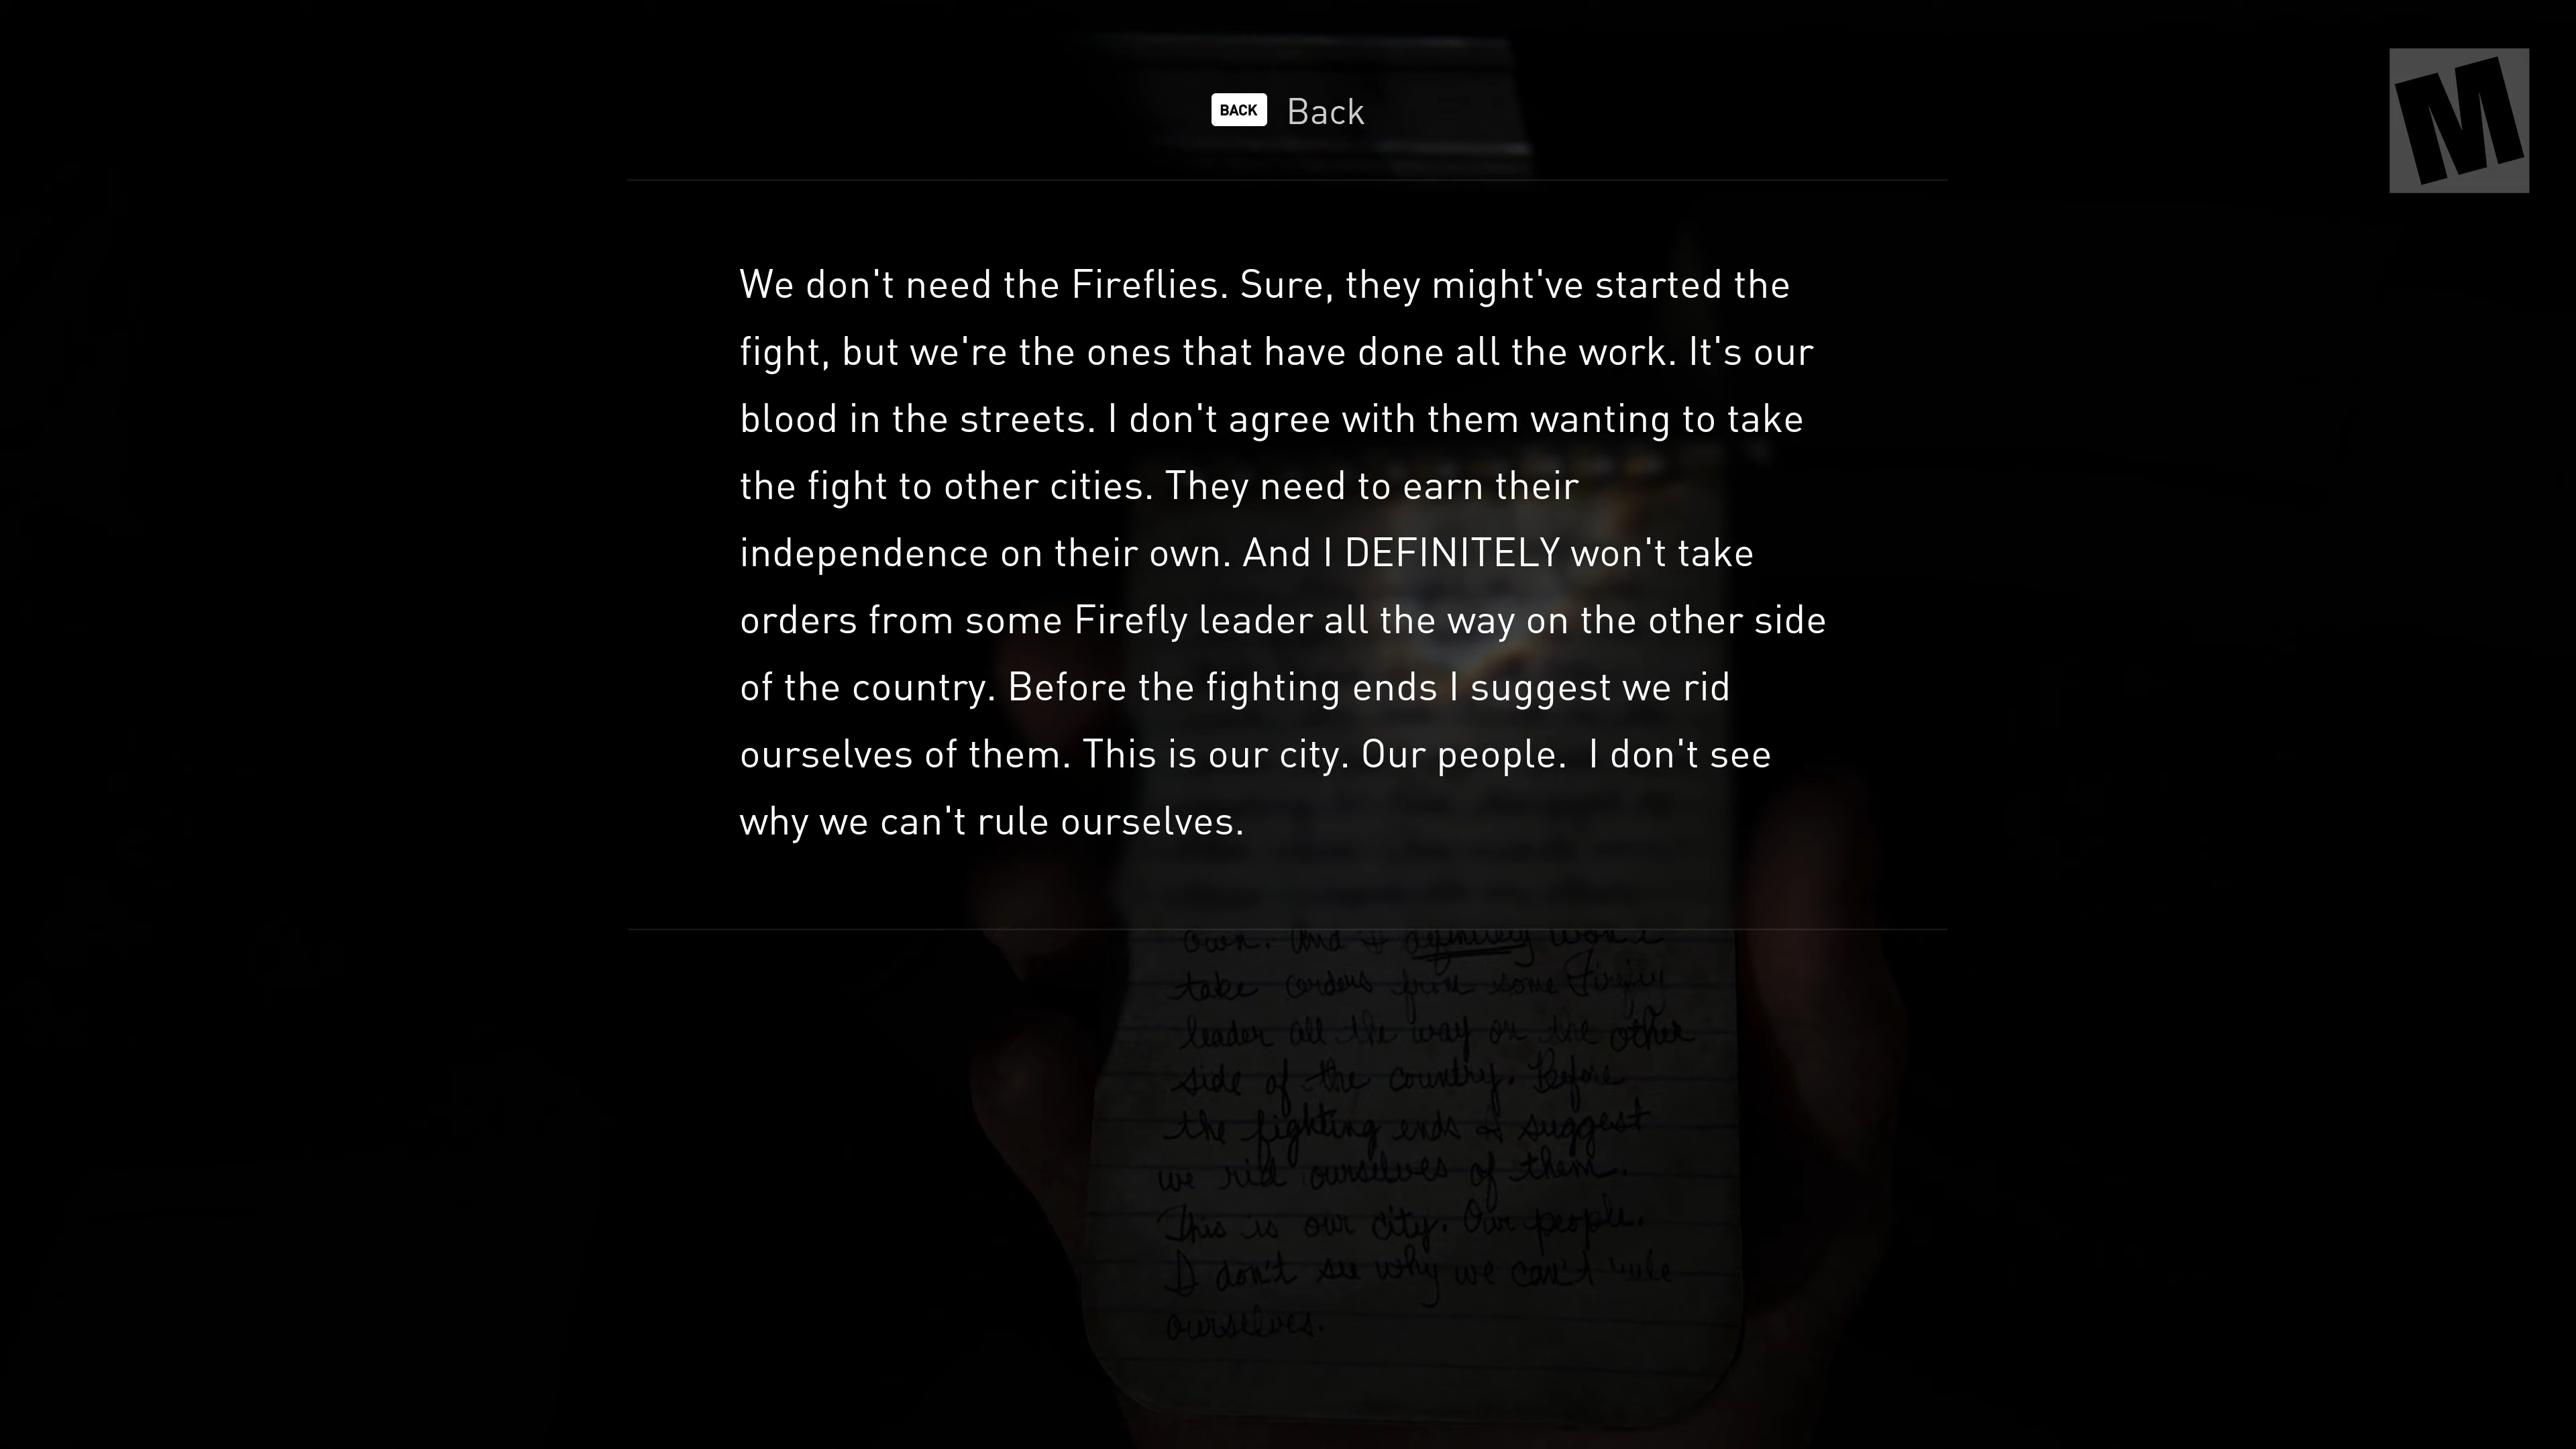 BACK Back
M
We don't need the Fireflies. Sure, they might've started the
fight, but we're the ones that have done all the work. It's our
blood in the streets. I don't agree with them wanting to take
the fight to other cities. They need to earn their
independence on their own. And I DEFINITELY won't take
orders from some Firefly leader all the way on the other side
of the country. Before the fighting ends I suggest we rid
ourselves of them. This is our city. Our people.  I don't see
why we can't rule ourselves.
own. And I definitely won't
take orders from some Firefly
leader all the way on the other
side of the country. Before
the fighting ends I suggest
we rid ourselves of them.
This is our city. Our people.
I don't see why we can't rule
ourselves.